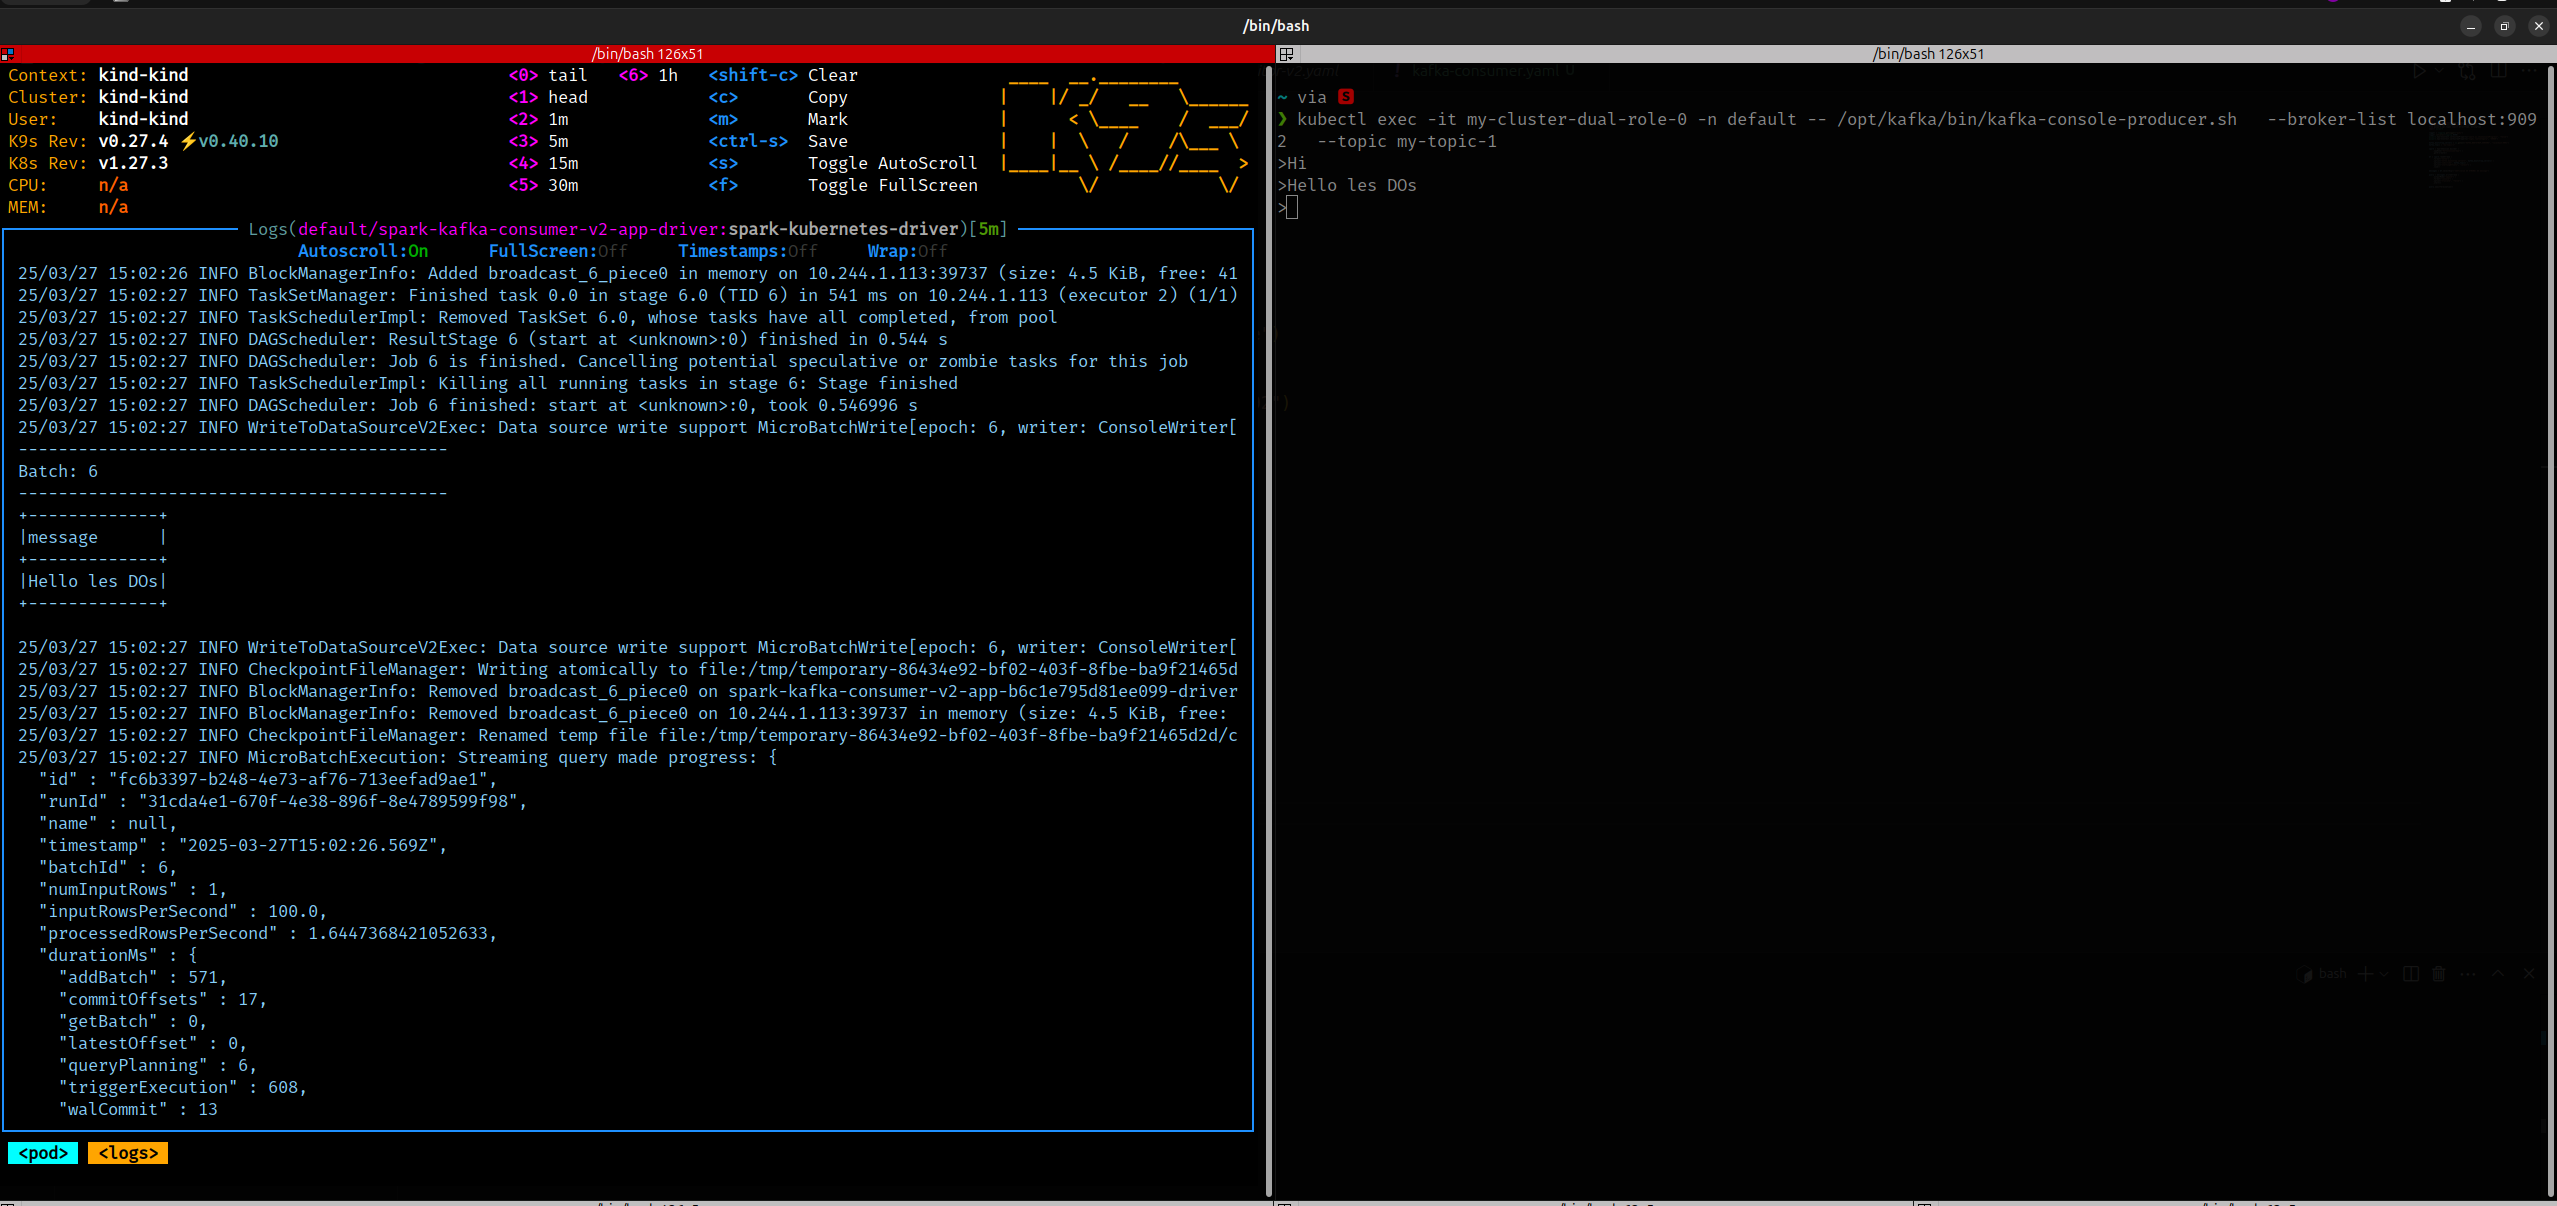 /bin/bash
/bin/bash 126x51
Context: kind-kind <0> tail <6> 1h <shift-c> Clear
Cluster: kind-kind <1> head <c> Copy
User: kind-kind <2> 1m <m> Mark
K9s Rev: v0.27.4 ⚡v0.40.10 <3> 5m <ctrl-s> Save
K8s Rev: v1.27.3 <4> 15m <s> Toggle AutoScroll
CPU: n/a <5> 30m <f> Toggle FullScreen
MEM: n/a
Logs(default/spark-kafka-consumer-v2-app-driver:spark-kubernetes-driver)[5m]
Autoscroll:On FullScreen:Off Timestamps:Off Wrap:Off
25/03/27 15:02:26 INFO BlockManagerInfo: Added broadcast_6_piece0 in memory on 10.244.1.113:39737 (size: 4.5 KiB, free: 41
25/03/27 15:02:27 INFO TaskSetManager: Finished task 0.0 in stage 6.0 (TID 6) in 541 ms on 10.244.1.113 (executor 2) (1/1)
25/03/27 15:02:27 INFO TaskSchedulerImpl: Removed TaskSet 6.0, whose tasks have all completed, from pool
25/03/27 15:02:27 INFO DAGScheduler: ResultStage 6 (start at <unknown>:0) finished in 0.544 s
25/03/27 15:02:27 INFO DAGScheduler: Job 6 is finished. Cancelling potential speculative or zombie tasks for this job
25/03/27 15:02:27 INFO TaskSchedulerImpl: Killing all running tasks in stage 6: Stage finished
25/03/27 15:02:27 INFO DAGScheduler: Job 6 finished: start at <unknown>:0, took 0.546996 s
25/03/27 15:02:27 INFO WriteToDataSourceV2Exec: Data source write support MicroBatchWrite[epoch: 6, writer: ConsoleWriter[
-------------------------------------------
Batch: 6
-------------------------------------------
+-------------+
|message      |
+-------------+
|Hello les DOs|
+-------------+
25/03/27 15:02:27 INFO WriteToDataSourceV2Exec: Data source write support MicroBatchWrite[epoch: 6, writer: ConsoleWriter[
25/03/27 15:02:27 INFO CheckpointFileManager: Writing atomically to file:/tmp/temporary-86434e92-bf02-403f-8fbe-ba9f21465d
25/03/27 15:02:27 INFO BlockManagerInfo: Removed broadcast_6_piece0 on spark-kafka-consumer-v2-app-b6c1e795d81ee099-driver
25/03/27 15:02:27 INFO BlockManagerInfo: Removed broadcast_6_piece0 on 10.244.1.113:39737 in memory (size: 4.5 KiB, free:
25/03/27 15:02:27 INFO CheckpointFileManager: Renamed temp file file:/tmp/temporary-86434e92-bf02-403f-8fbe-ba9f21465d2d/c
25/03/27 15:02:27 INFO MicroBatchExecution: Streaming query made progress: {
"id" : "fc6b3397-b248-4e73-af76-713eefad9ae1",
"runId" : "31cda4e1-670f-4e38-896f-8e4789599f98",
"name" : null,
"timestamp" : "2025-03-27T15:02:26.569Z",
"batchId" : 6,
"numInputRows" : 1,
"inputRowsPerSecond" : 100.0,
"processedRowsPerSecond" : 1.6447368421052633,
"durationMs" : {
"addBatch" : 571,
"commitOffsets" : 17,
"getBatch" : 0,
"latestOffset" : 0,
"queryPlanning" : 6,
"triggerExecution" : 608,
"walCommit" : 13
<pod> <logs>
/bin/bash 126x51
kafka-consumer.yaml U
~ via S
❯ kubectl exec -it my-cluster-dual-role-0 -n default -- /opt/kafka/bin/kafka-console-producer.sh --broker-list localhost:909
2 --topic my-topic-1
>Hi
>Hello les DOs
>
bash